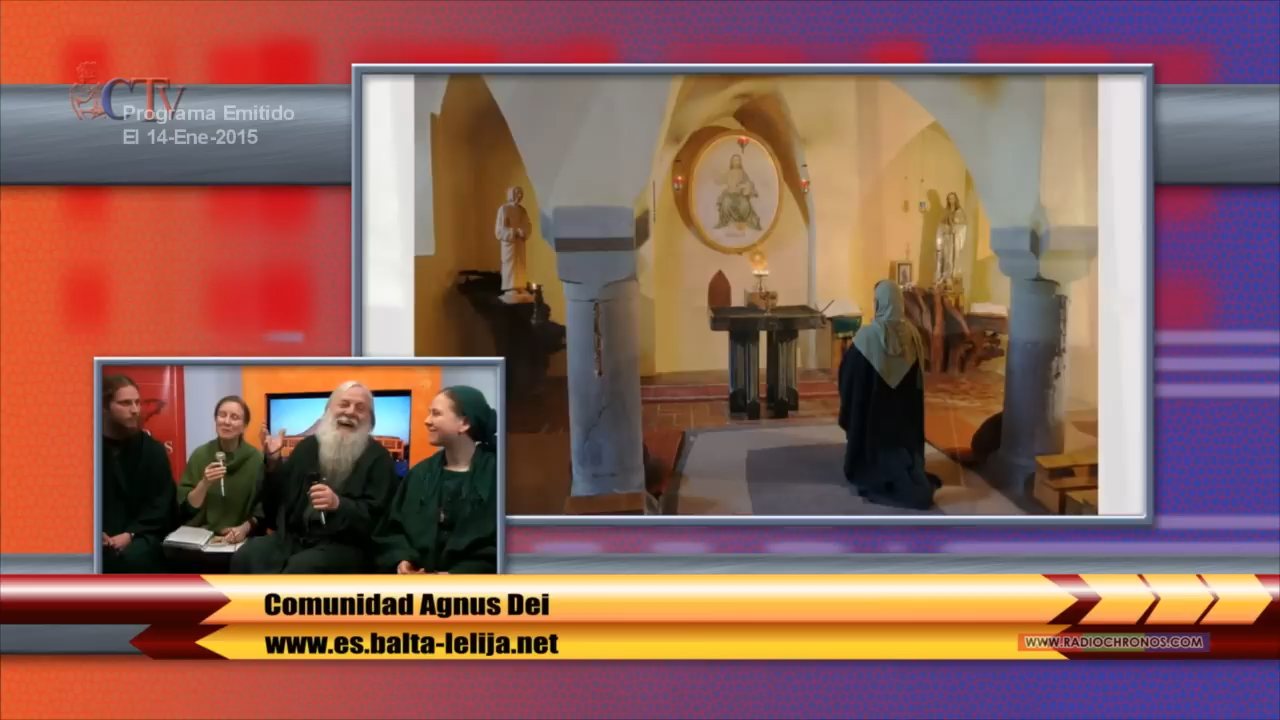 CTV
Programa Emitido
El 14-Ene-2015
Comunidad Agnus Dei
www.es.balta-lelija.net
WWW.RADIOCHRONOS.COM